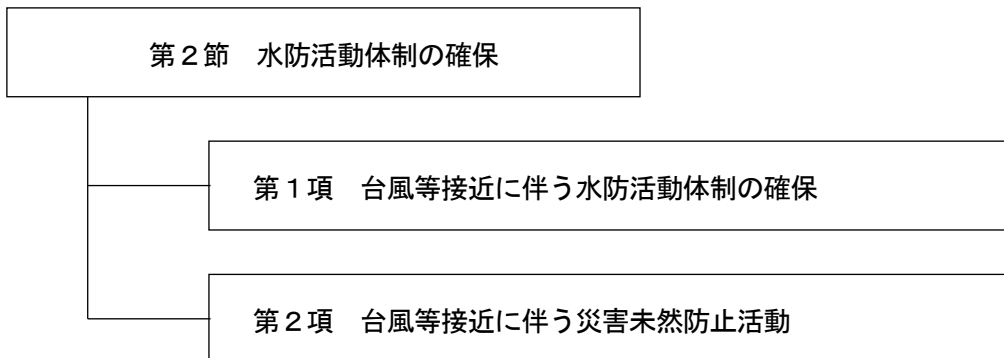 第２節　水防活動体制の確保
第１項　台風等接近に伴う水防活動体制の確保
第２項　台風等接近に伴う災害未然防止活動